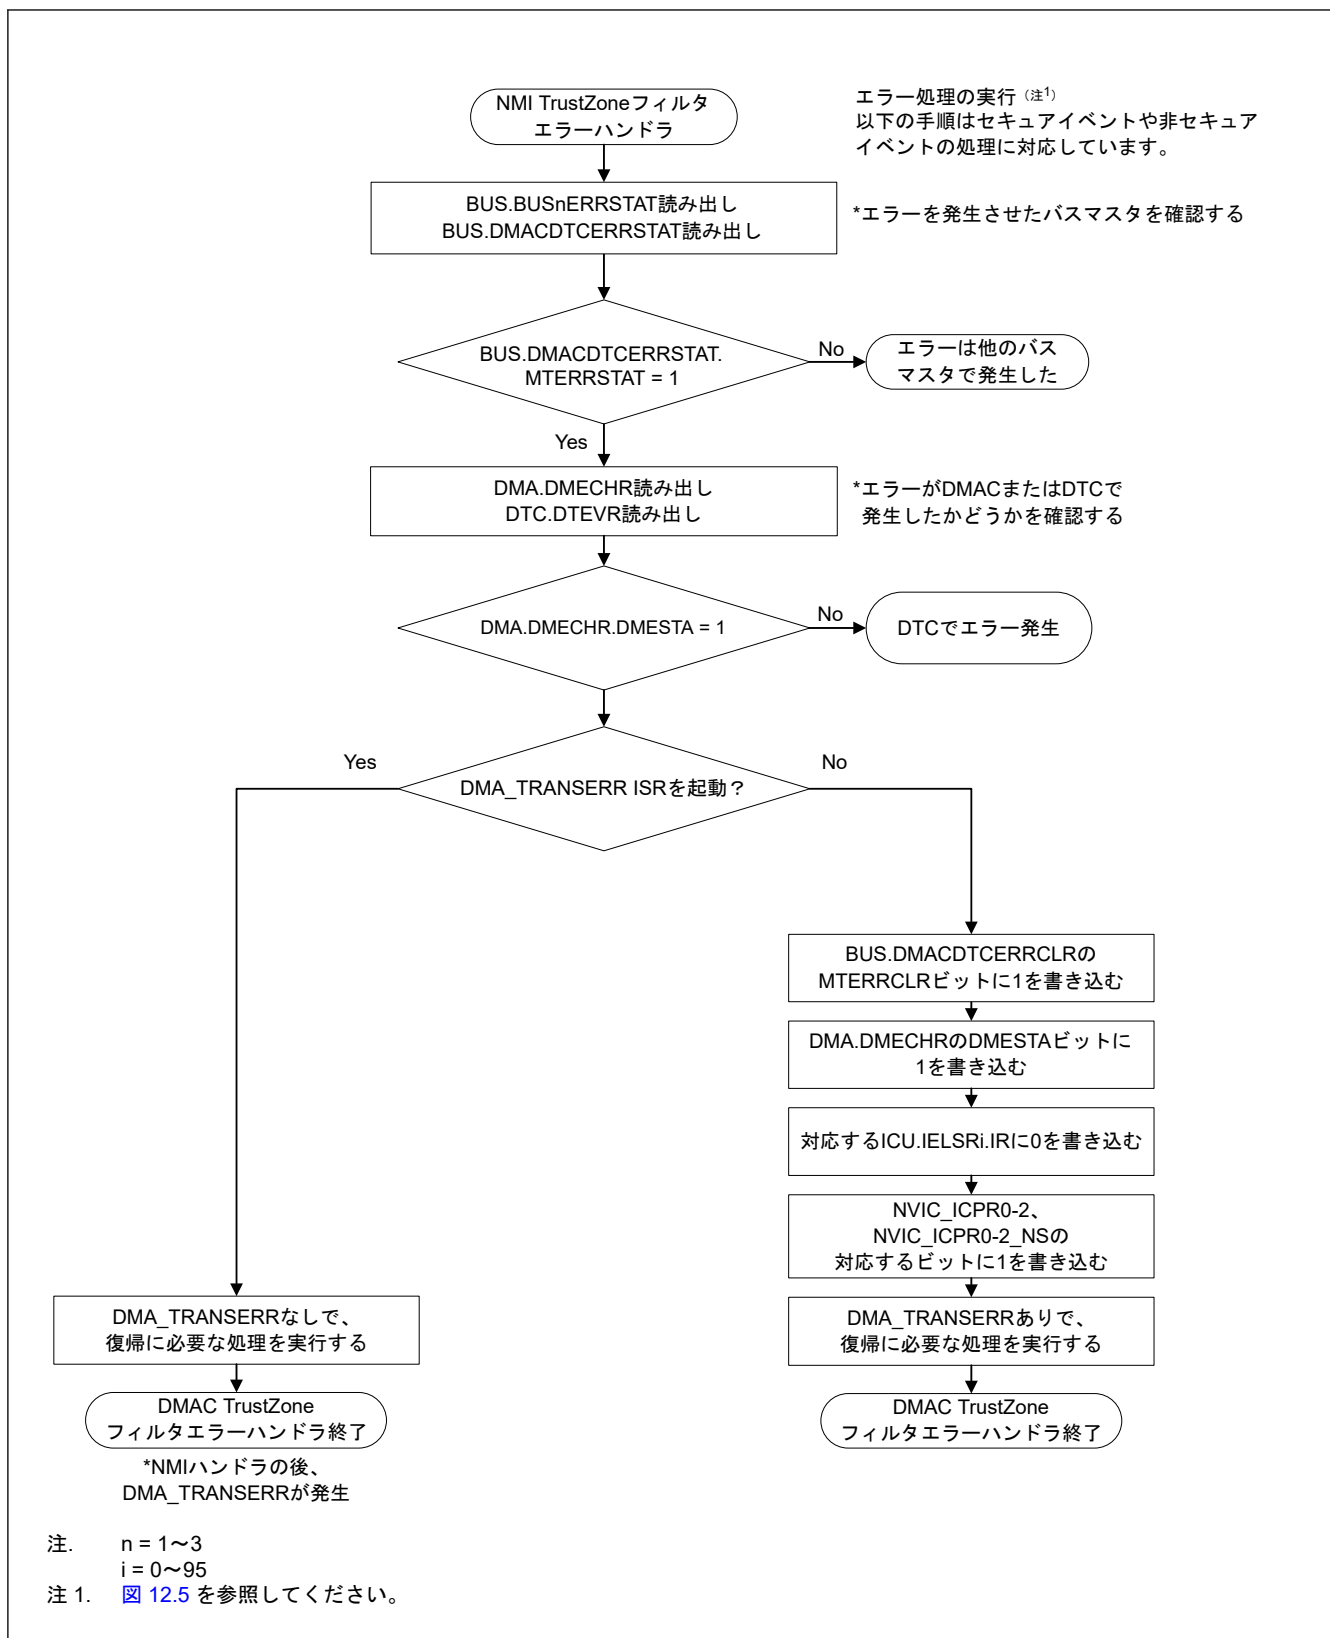 NMI TrustZoneフィルタ
エラーハンドラ
エラー処理の実行（注1）
以下の手順はセキュアイベントや非セキュア
イベントの処理に対応しています。
BUS.BUSnERRSTAT読み出し
BUS.DMACDTCERRSTAT読み出し
*エラーを発生させたバスマスタを確認する
BUS.DMACDTCERRSTAT.
MTERRSTAT = 1
No
エラーは他のバス
マスタで発生した
Yes
DMA.DMECHR読み出し
DTC.DTEVR読み出し
*エラーがDMACまたはDTCで
発生したかどうかを確認する
DMA.DMECHR.DMESTA = 1
No
DTCでエラー発生
Yes
DMA_TRANSERR ISRを起動？
No
BUS.DMACDTCERRCLRの
MTERRCLRビットに1を書き込む
DMA.DMECHRのDMESTAビットに
1を書き込む
対応するICU.IELSRi.IRに0を書き込む
NVIC_ICPR0-2、
NVIC_ICPR0-2_NSの
対応するビットに1を書き込む
DMA_TRANSERRなしで、
復帰に必要な処理を実行する
DMA_TRANSERRありで、
復帰に必要な処理を実行する
DMAC TrustZone
フィルタエラーハンドラ終了
DMAC TrustZone
フィルタエラーハンドラ終了
*NMIハンドラの後、
DMA_TRANSERRが発生
注. n = 1～3
i = 0～95
注 1. 図 12.5 を参照してください。